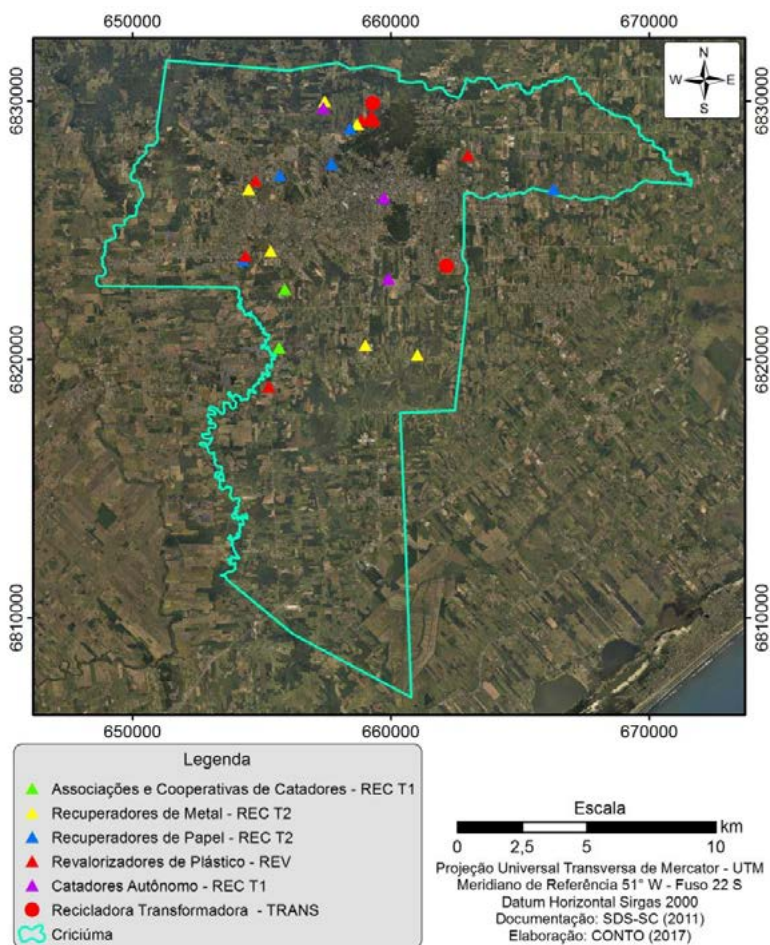 650000 660000 670000
N
W E
S
6830000 6830000
6820000 6820000
6810000 6810000
650000 660000 670000
Legenda
Associações e Cooperativas de Catadores - REC T1
Recuperadores de Metal - REC T2
Recuperadores de Papel - REC T2
Revalorizadores de Plástico - REV
Catadores Autônomo - REC T1
Recicladora Transformadora - TRANS
Criciúma
Escala
km
0 2,5 5 10
Projeção Universal Transversa de Mercator - UTM
Meridiano de Referência 51° W - Fuso 22 S
Datum Horizontal Sirgas 2000
Documentação: SDS-SC (2011)
Elaboração: CONTO (2017)